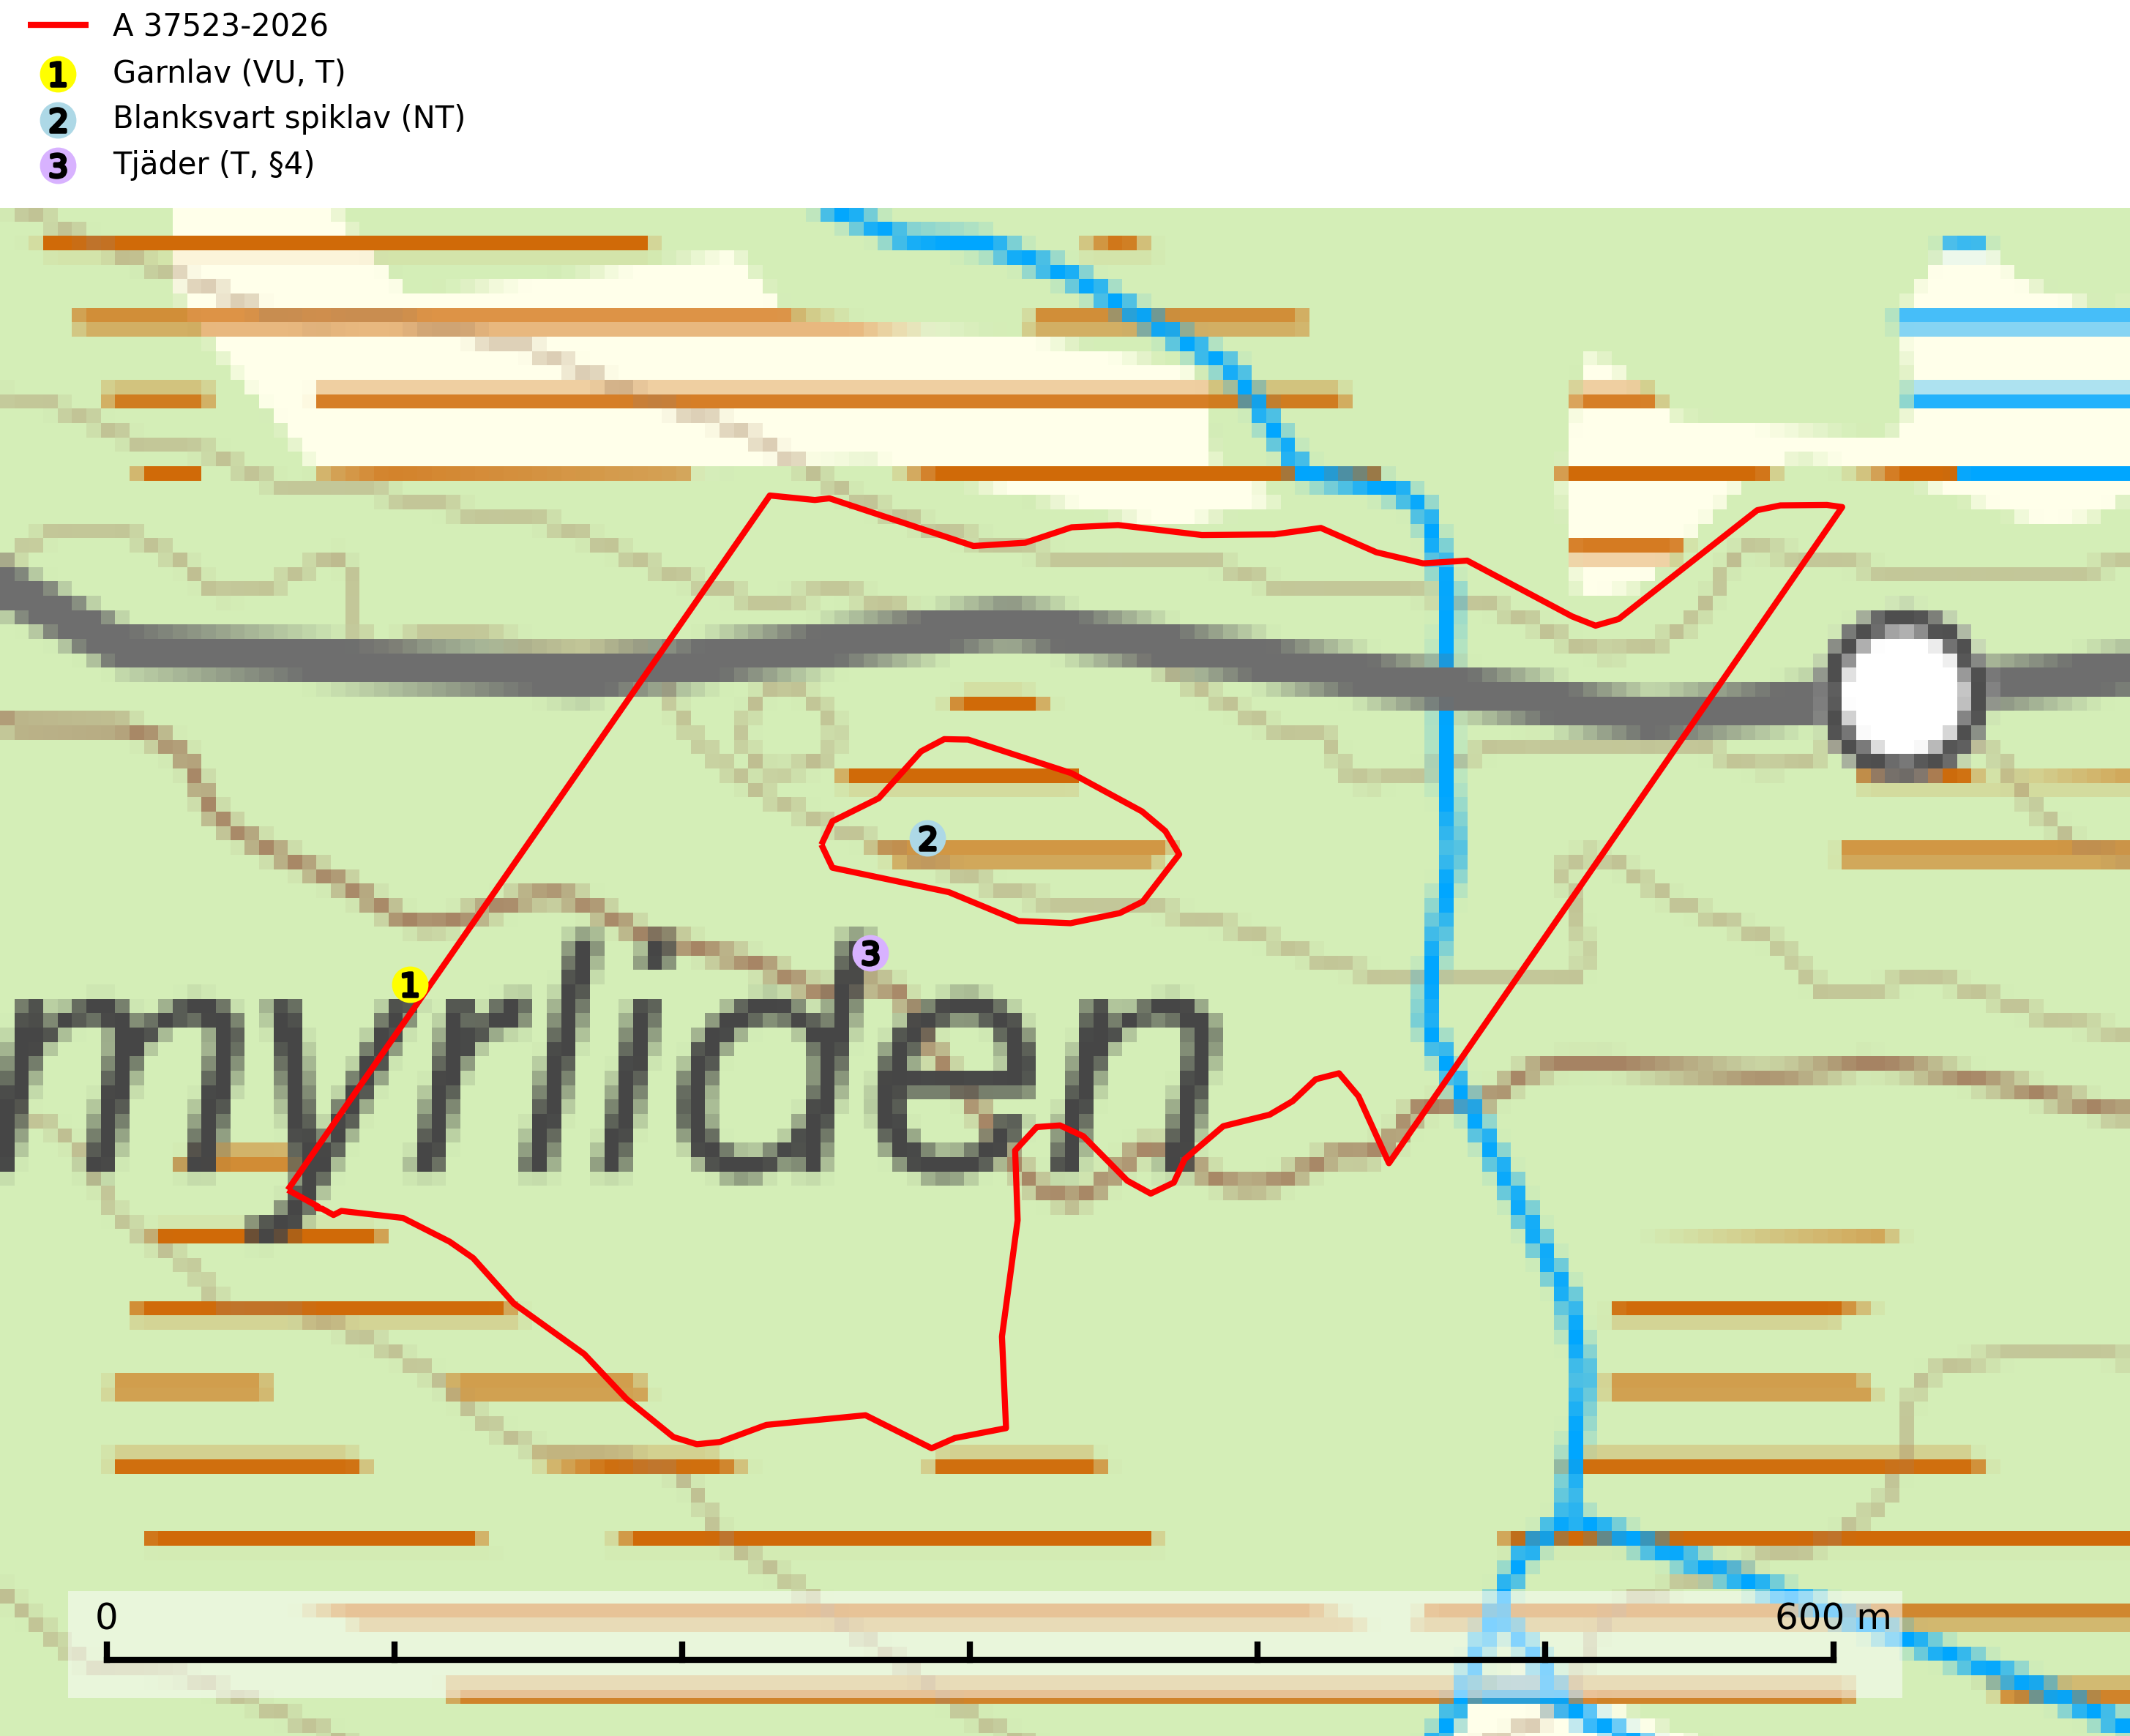 A 37523-2026
1 Garnlav (VU, T)
2 Blanksvart spiklav (NT)
3 Tjäder (T, §4)
2
3
1
myrliden
0 600 m